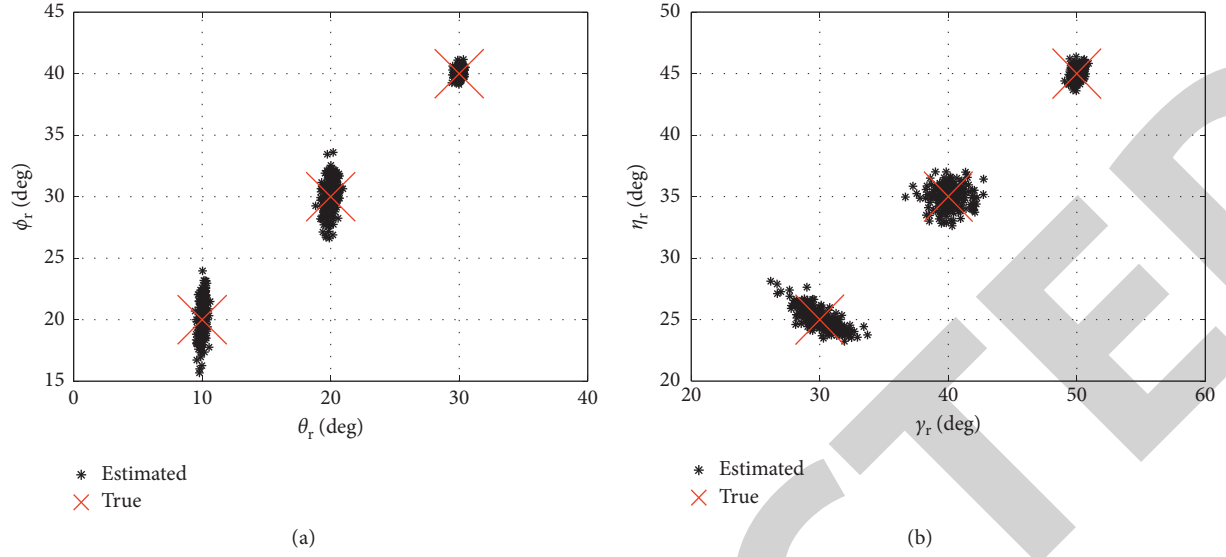 45
40
35
30
25
20
15
ϕr (deg)
0 10 20 30 40
θr (deg)
Estimated
True
(a)
50
45
40
35
30
25
20
ηr (deg)
20 30 40 50 60
γr (deg)
Estimated
True
(b)
CTED